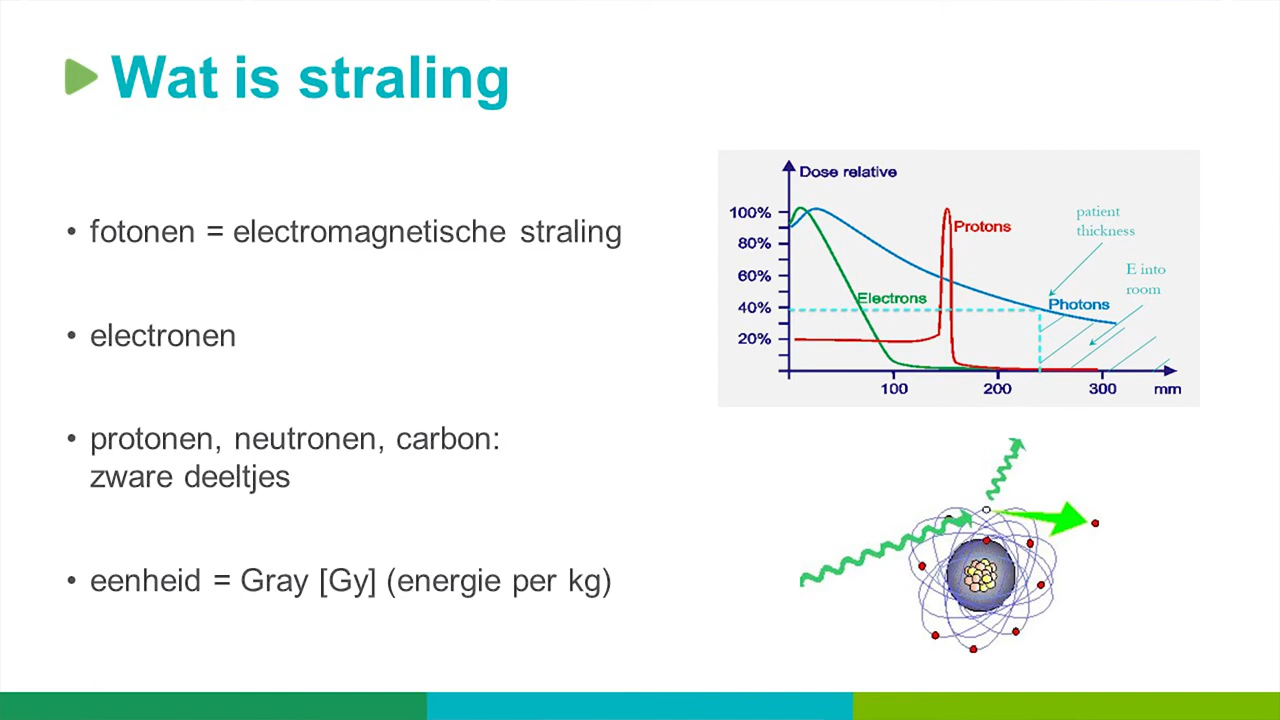 Wat is straling
• fotonen = electromagnetische straling
• electronen
• protonen, neutronen, carbon:
zware deeltjes
• eenheid = Gray [Gy] (energie per kg)
Dose relative
100%
80%
60%
40%
20%
Protons
Electrons
Photons
patient
thickness
E into
room
100
200
300
mm